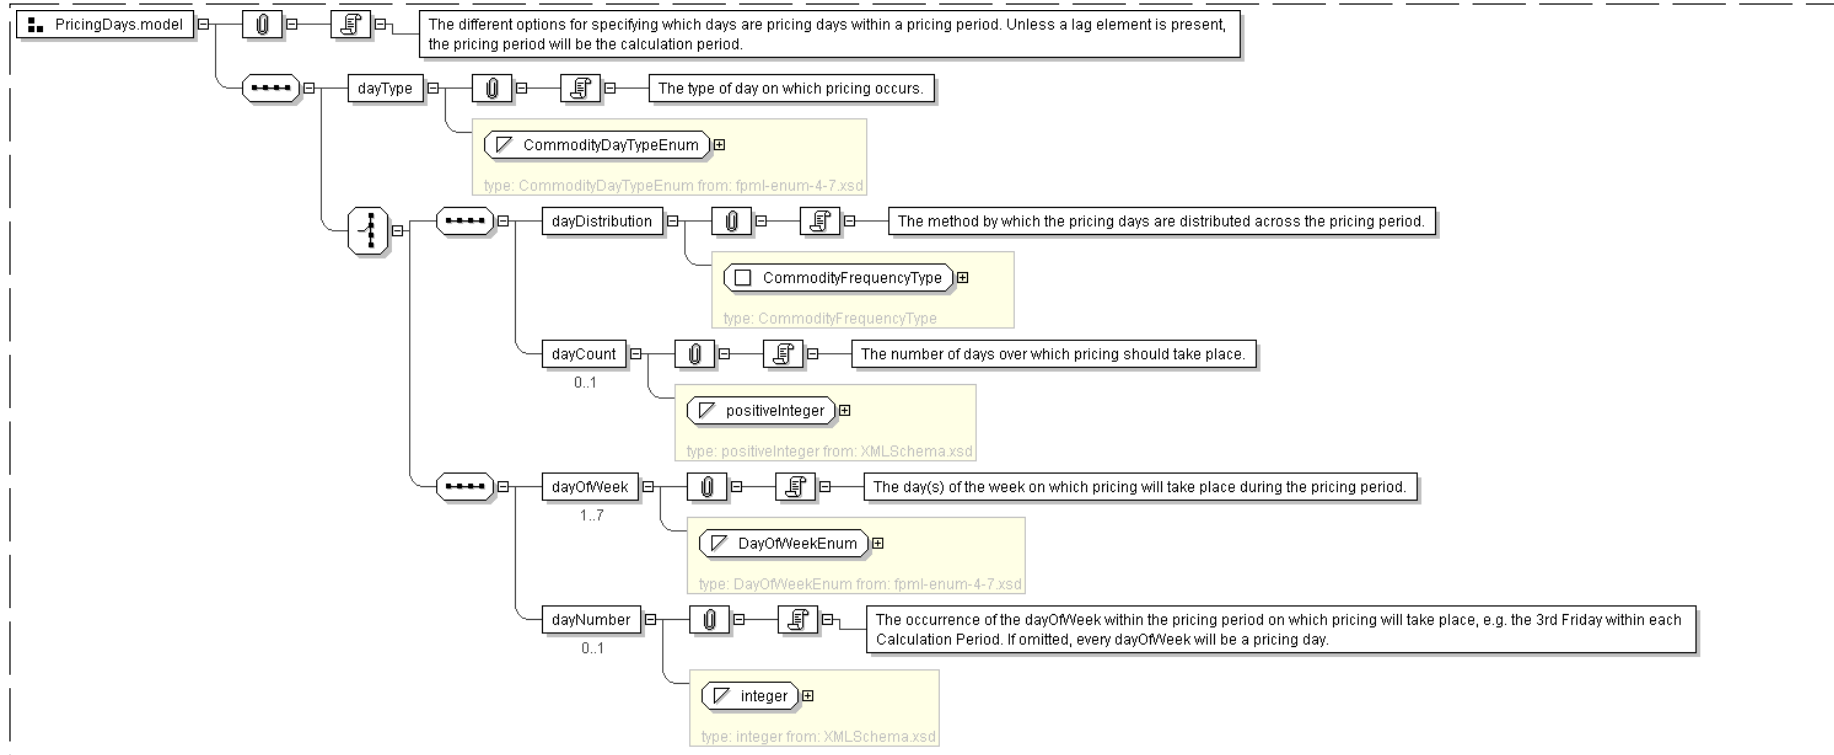 PricingDays.model
The different options for specifying which days are pricing days within a pricing period. Unless a lag element is present,
the pricing period will be the calculation period.
dayType
The type of day on which pricing occurs.
CommodityDayTypeEnum
type: CommodityDayTypeEnum from: fpml-enum-4-7.xsd
dayDistribution
The method by which the pricing days are distributed across the pricing period.
CommodityFrequencyType
type: CommodityFrequencyType
dayCount
The number of days over which pricing should take place.
0..1
positiveInteger
type: positiveInteger from: XMLSchema.xsd
dayOfWeek
The day(s) of the week on which pricing will take place during the pricing period.
1..7
DayOfWeekEnum
type: DayOfWeekEnum from: fpml-enum-4-7.xsd
dayNumber
The occurrence of the dayOfWeek within the pricing period on which pricing will take place, e.g. the 3rd Friday within each
Calculation Period. If omitted, every dayOfWeek will be a pricing day.
0..1
integer
type: integer from: XMLSchema.xsd